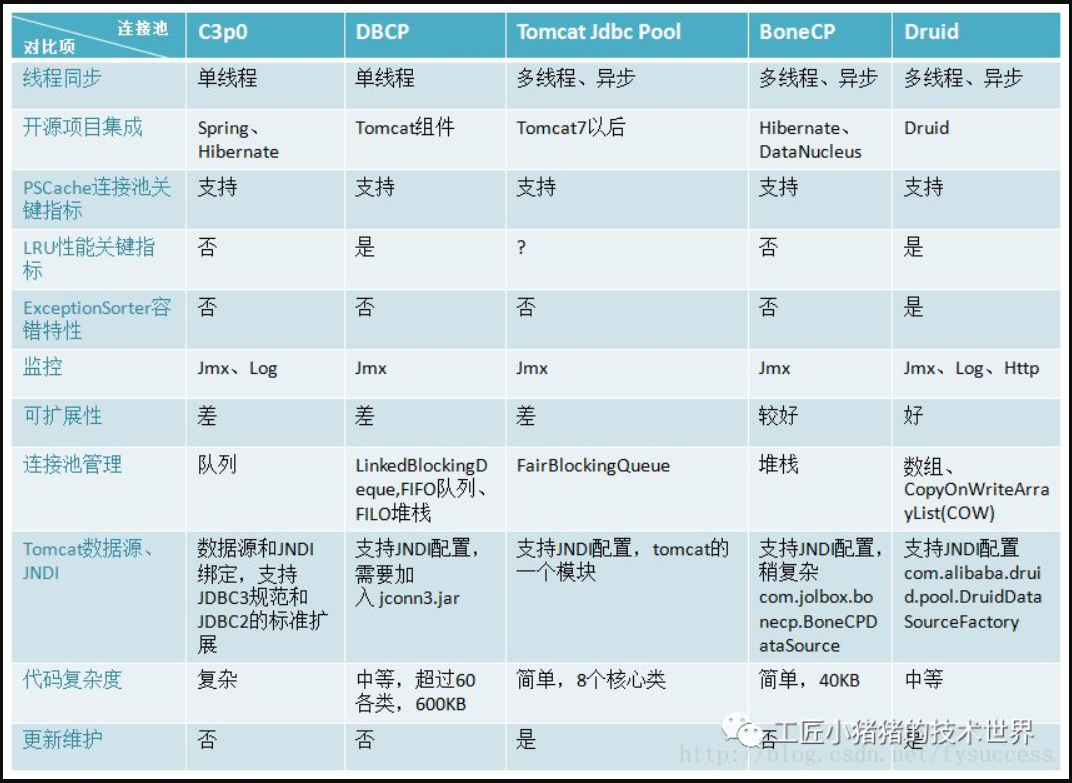 连接池
对比项
C3p0
DBCP
Tomcat Jdbc Pool
BoneCP
Druid
线程同步
单线程
单线程
多线程、异步
多线程、异步
多线程、异步
开源项目集成
Spring、
Hibernate
Tomcat组件
Tomcat7以后
Hibernate、
DataNucleus
Druid
PSCache连接池关
键指标
支持
支持
支持
支持
支持
LRU性能关键指
标
否
是
?
否
是
ExceptionSorter容
错特性
否
否
否
否
是
监控
Jmx、Log
Jmx
Jmx
Jmx
Jmx、Log、Http
可扩展性
差
差
差
较好
好
连接池管理
队列
LinkedBlockingD
eque,FIFO队列、
FILO堆栈
FairBlockingQueue
堆栈
数组、
CopyOnWriteArra
yList(COW)
Tomcat数据源、
JNDI
数据源和JNDI
绑定，支持
JDBC3规范和
JDBC2的标准扩
展
支持JNDI配置，
需要加
入 jconn3.jar
支持JNDI配置，tomcat的
一个模块
支持JNDI配置，
稍复杂
com.jolbox.bo
necp.BoneCPD
ataSource
支持JNDI配置
com.alibaba.drui
d.pool.DruidData
SourceFactory
代码复杂度
复杂
中等，超过60
各类，600KB
简单，8个核心类
简单，40KB
中等
更新维护
否
否
是
否
是
工匠小猪猪的技术世界
http://blog.csdn.net/fysuccess